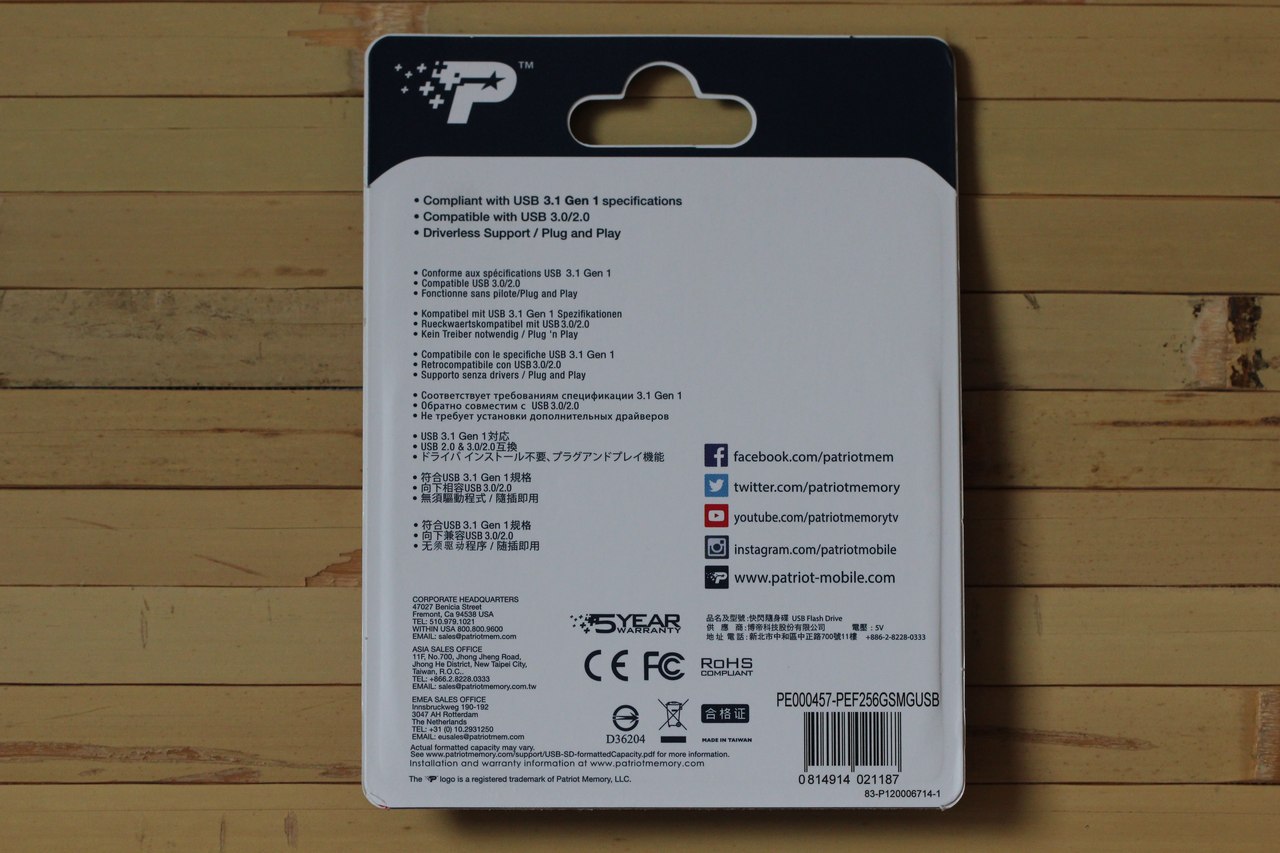 TM
• Compliant with USB 3.1 Gen 1 specifications
• Compatible with USB 3.0/2.0
• Driverless Support / Plug and Play
• Conforme aux spécifications USB 3.1 Gen 1
• Compatible USB 3.0/2.0
• Fonctionne sans pilote/Plug and Play
• Kompatibel mit USB 3.1 Gen 1 Spezifikationen
• Rueckwaertskompatibel mit USB 3.0/2.0
• Kein Treiber notwendig / Plug 'n Play
• Compatibile con le specifiche USB 3.1 Gen 1
• Retrocompatibile con USB 3.0/2.0
• Supporto senza drivers / Plug and Play
• Соответствует требованиям спецификации 3.1 Gen 1
• Обратно совместим с USB 3.0/2.0
• Не требует установки дополнительных драйверов
• USB 3.1 Gen 1対応
• USB 2.0 & 3.0/2.0互換
• ドライバ インストール不要、プラグアンドプレイ機能
• 符合USB 3.1 Gen 1規格
• 向下相容USB 3.0/2.0
• 無須驅動程式 / 隨插即用
• 符合USB 3.1 Gen 1規格
• 向下兼容USB 3.0/2.0
• 无须驱动程序 / 隨插即用
facebook.com/patriotmem
twitter.com/patriotmemory
youtube.com/patriotmemorytv
instagram.com/patriotmobile
www.patriot-mobile.com
CORPORATE HEADQUARTERS
47027 Benicia Street
Fremont, Ca 94538 USA
TEL: 510.979.1021
WITHIN USA 800.800.9600
EMAIL: sales@patriotmem.com
ASIA SALES OFFICE
11F, No.700, Jhong Jheng Road,
Jhong He District, New Taipei City,
Taiwan, R.O.C..
TEL: +866.2.8228.0333
EMAIL: sales@patriotmemory.com.tw
EMEA SALES OFFICE
Innsbruckweg 190-192
3047 AH Rotterdam
The Netherlands
TEL: +31 (0) 10.2931250
EMAIL: eusales@patriotmem.com
5 YEAR
WARRANTY
品名及型號:快閃隨身碟 USB Flash Drive
供 應 商:博帝科技股份有限公司 電壓:5V
地 址 電 話:新北市中和區中正路700號11樓 +886-2-8228-0333
CE FC RoHS
COMPLIANT
D36204
合格证
MADE IN TAIWAN
PE000457-PEF256GSMGUSB
0 814914 021187
83-P120006714-1
Actual formatted capacity may vary.
See www.patriotmemory.com/support/USB-SD-formattedCapacity.pdf for more information.
Installation and warranty information at www.patriotmemory.com
The P logo is a registered trademark of Patriot Memory, LLC.